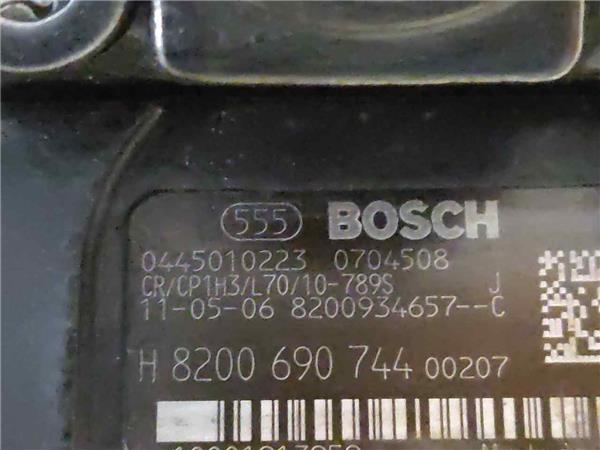 555 BOSCH
0445010223 0704508
CR/CP1H3/L70/10-789S J
11-05-06 8200934657--C
H 8200 690 744 00207